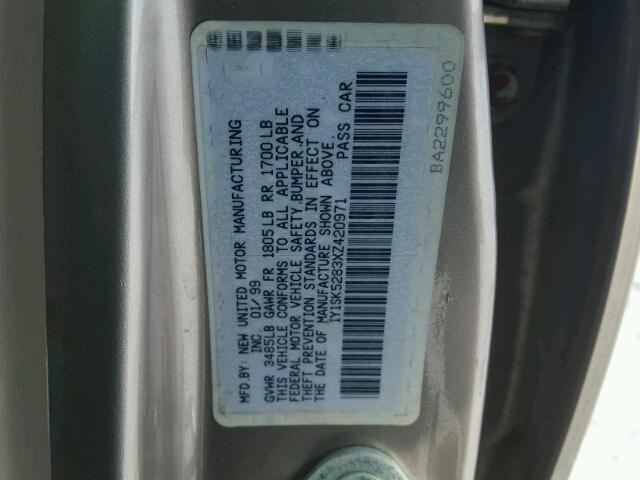 MFD BY: NEW UNITED MOTOR MANUFACTURING
INC 01/99
GVWR 3485LB GAWR FR 1805LB RR 1700LB
THIS VEHICLE CONFORMS TO ALL APPLICABLE
FEDERAL MOTOR VEHICLE SAFETY, BUMPER, AND
THEFT PREVENTION STANDARDS IN EFFECT ON
THE DATE OF MANUFACTURE SHOWN ABOVE
1Y1SK5283XZ420971 PASS CAR
BA2299600